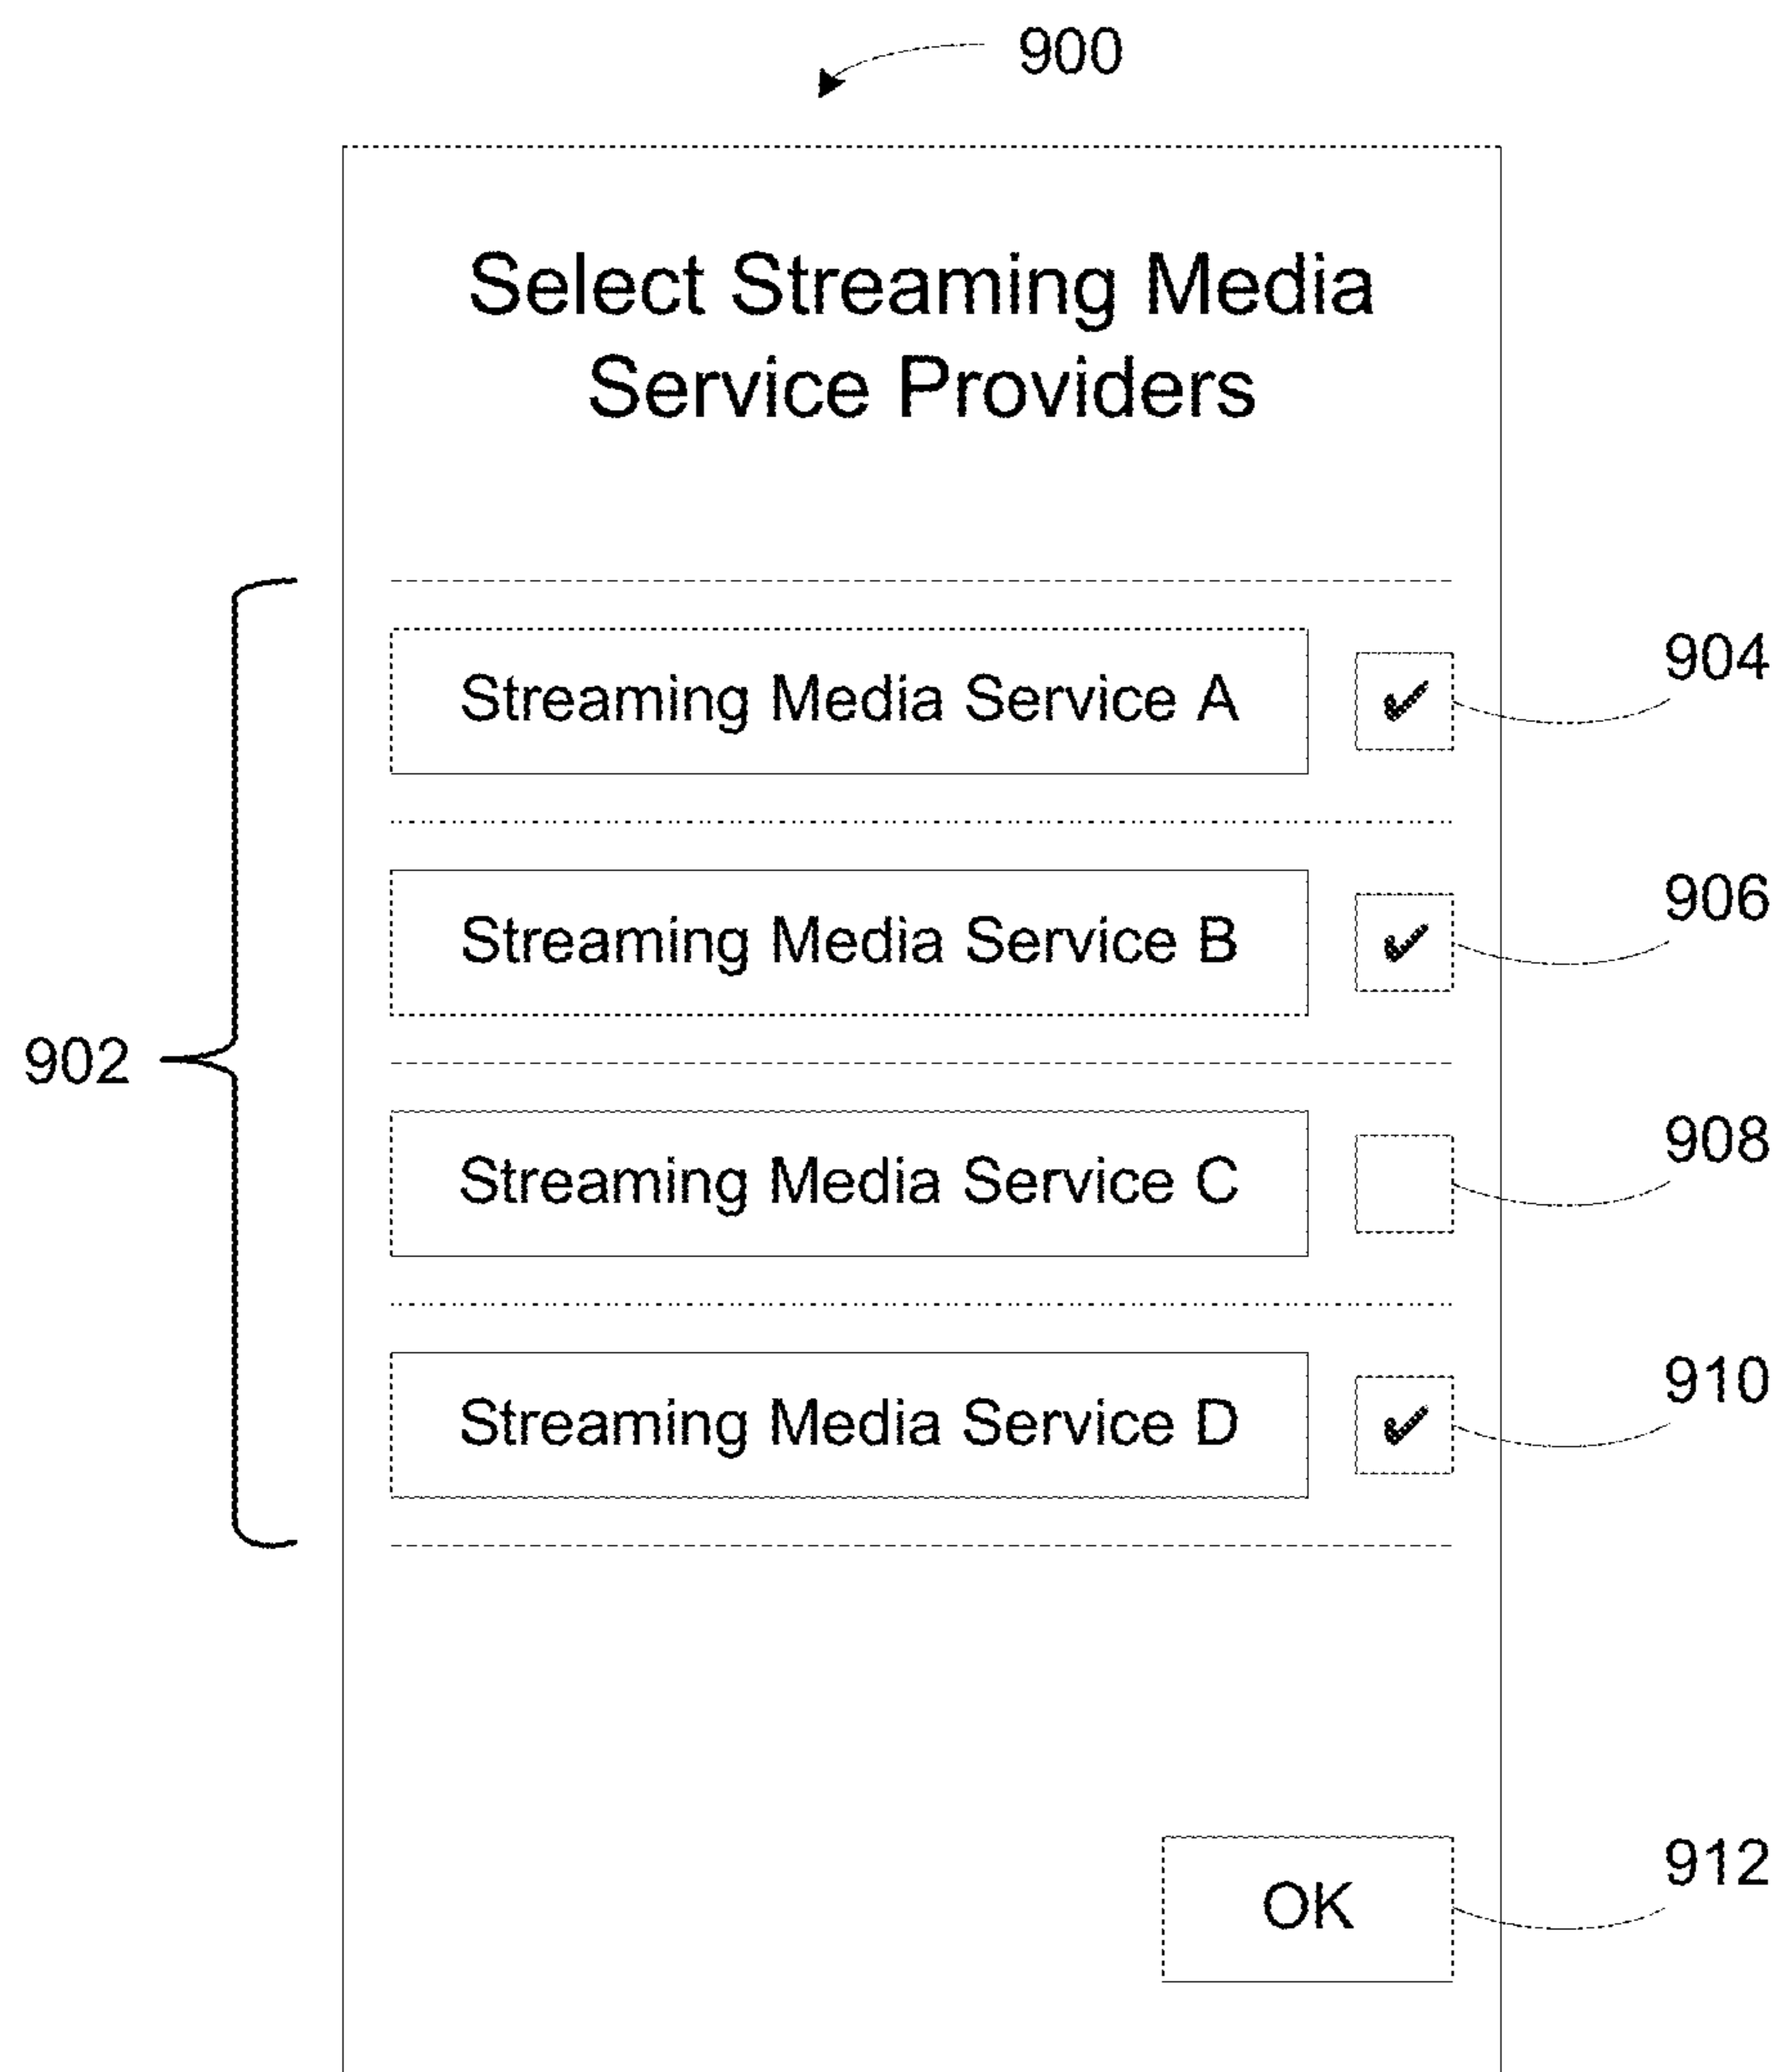 900
Select Streaming Media
Service Providers
Streaming Media Service A
904
Streaming Media Service B
906
902
Streaming Media Service C
908
Streaming Media Service D
910
OK
912